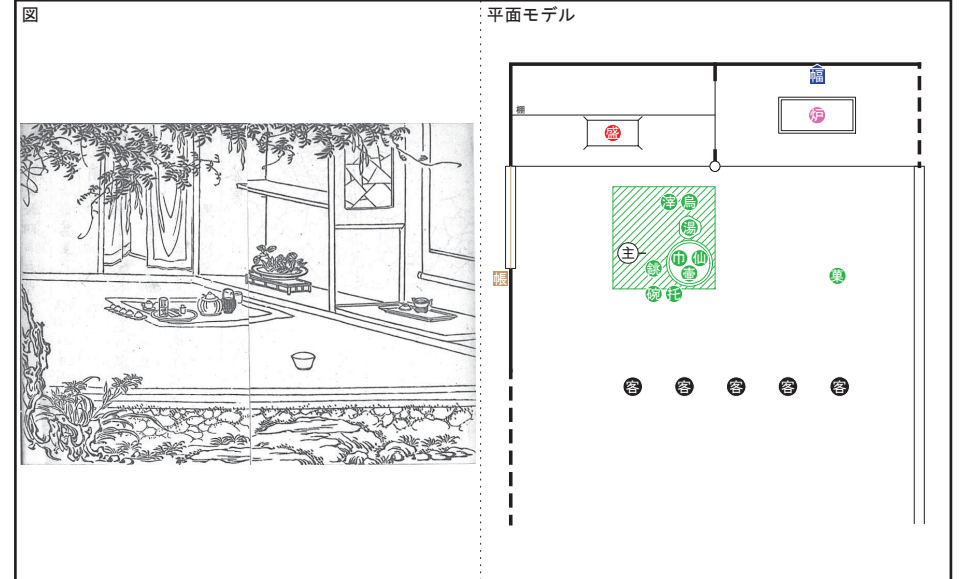 図
平面モデル
幅
棚
炉
盛
滓 烏
湯
主
巾 仙
銚
壷
帳
菓
碗 托
客 客 客 客 客